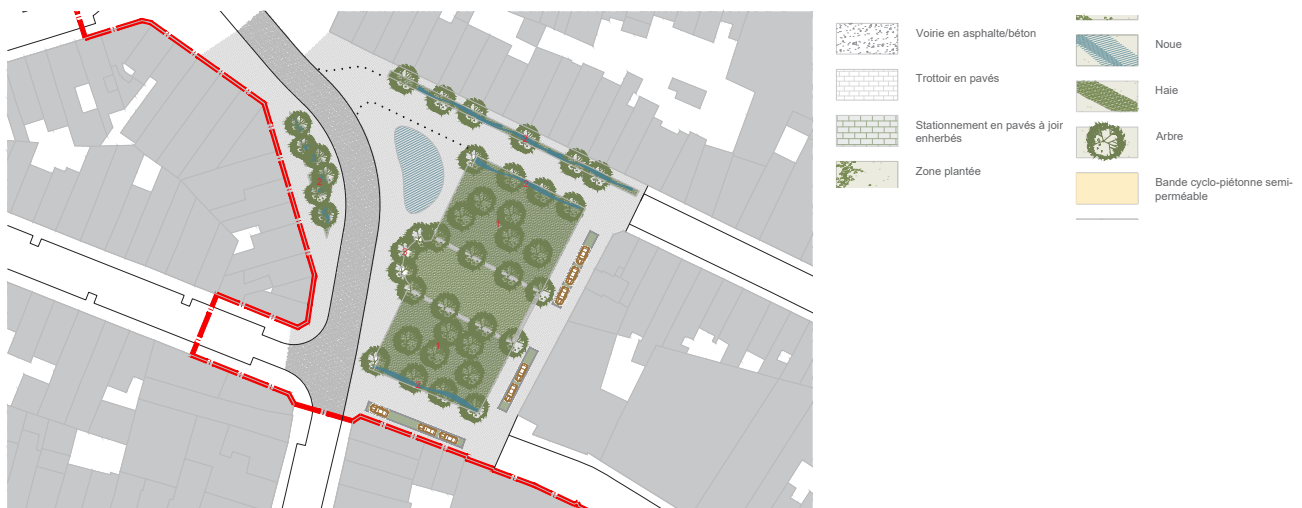 Voirie en asphalte/béton
Trottoir en pavés
Stationnement en pavés à joir
enherbés
Zone plantée
Noue
Haie
Arbre
Bande cyclo-piétonne semi-
perméable